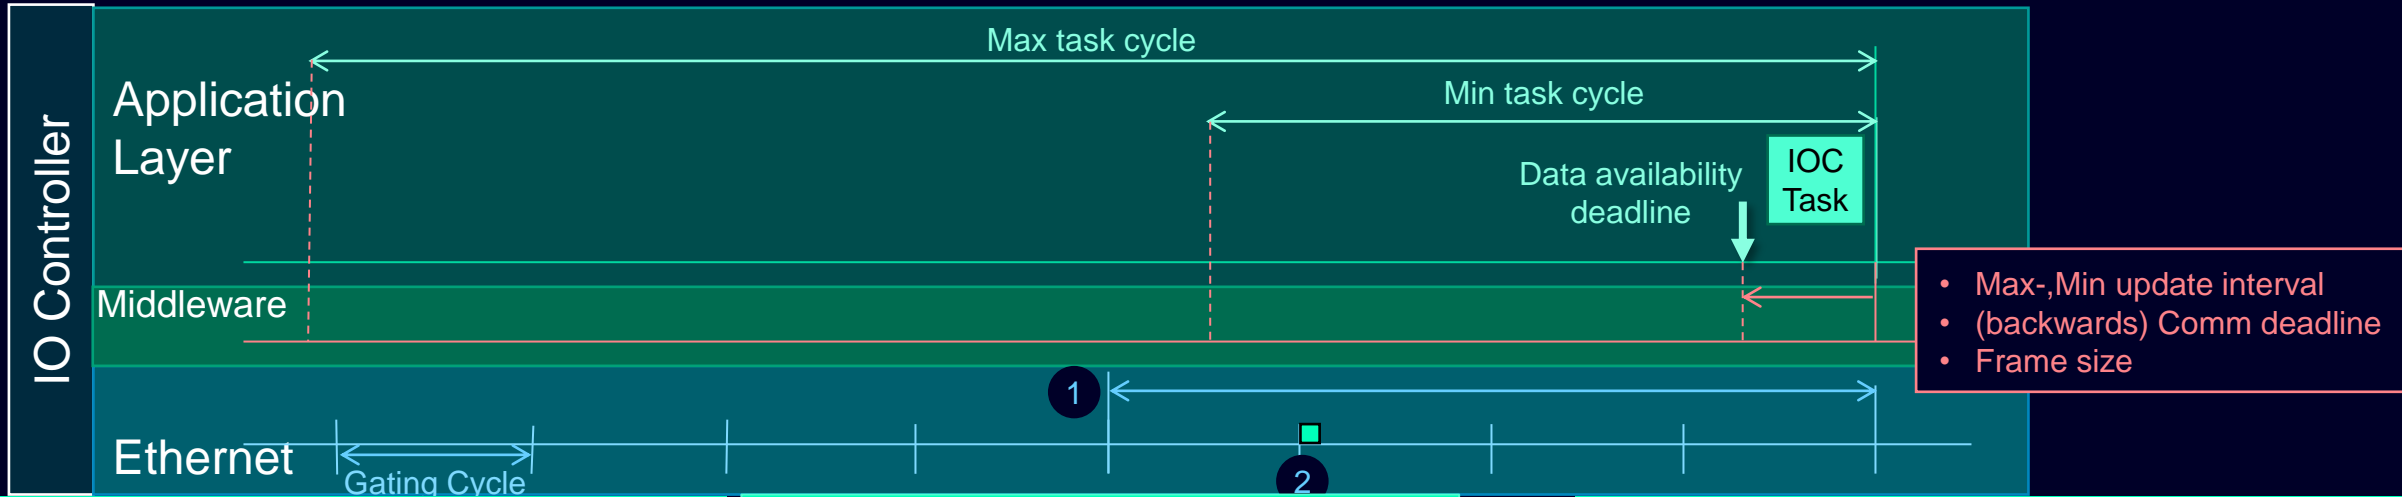 IO Controller
Application
Layer
Max task cycle
Min task cycle
Data availability
deadline
IOC
Task
Middleware
• Max-,Min update interval
• (backwards) Comm deadline
• Frame size
1
Ethernet
Gating Cycle
2